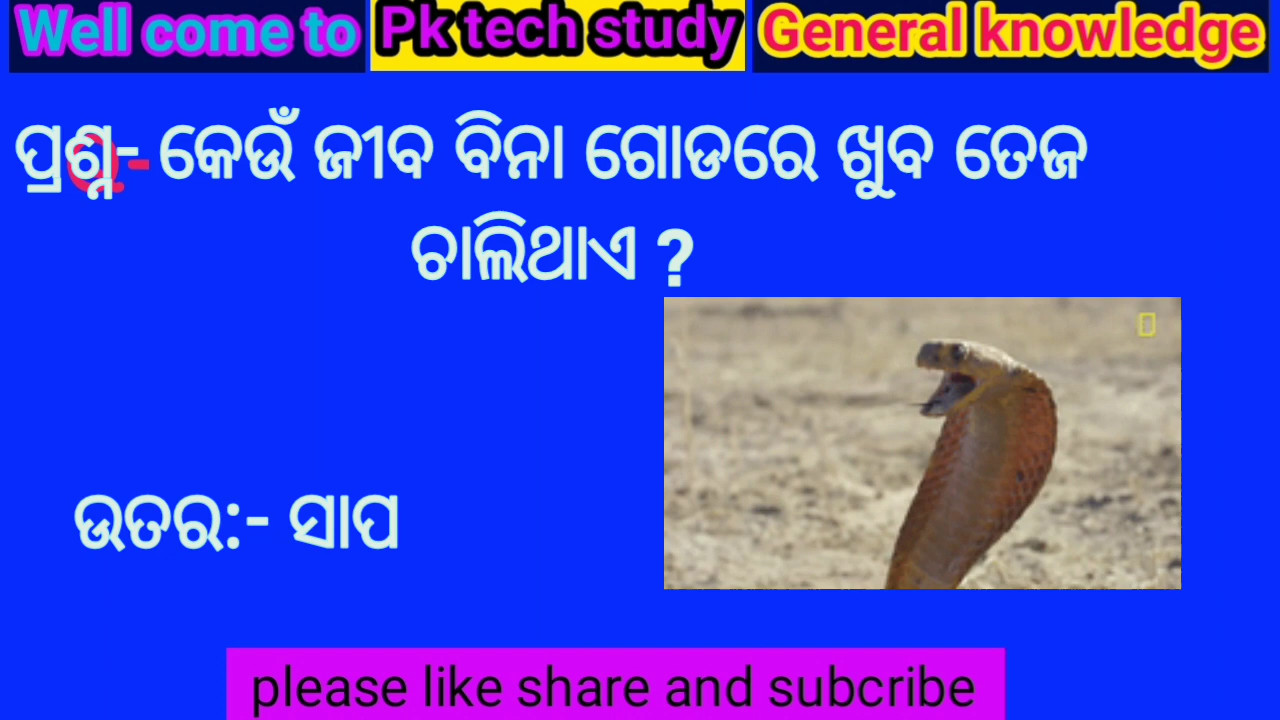 Well come to Pk tech study General knowledge
ପ୍ରଶ୍ନ- କେଉଁ ଜୀବ ବିନା ଗୋଡରେ ଖୁବ ତେଜ
ଚାଲିଥାଏ ?
ଉତର:- ସାପ
please like share and subcribe